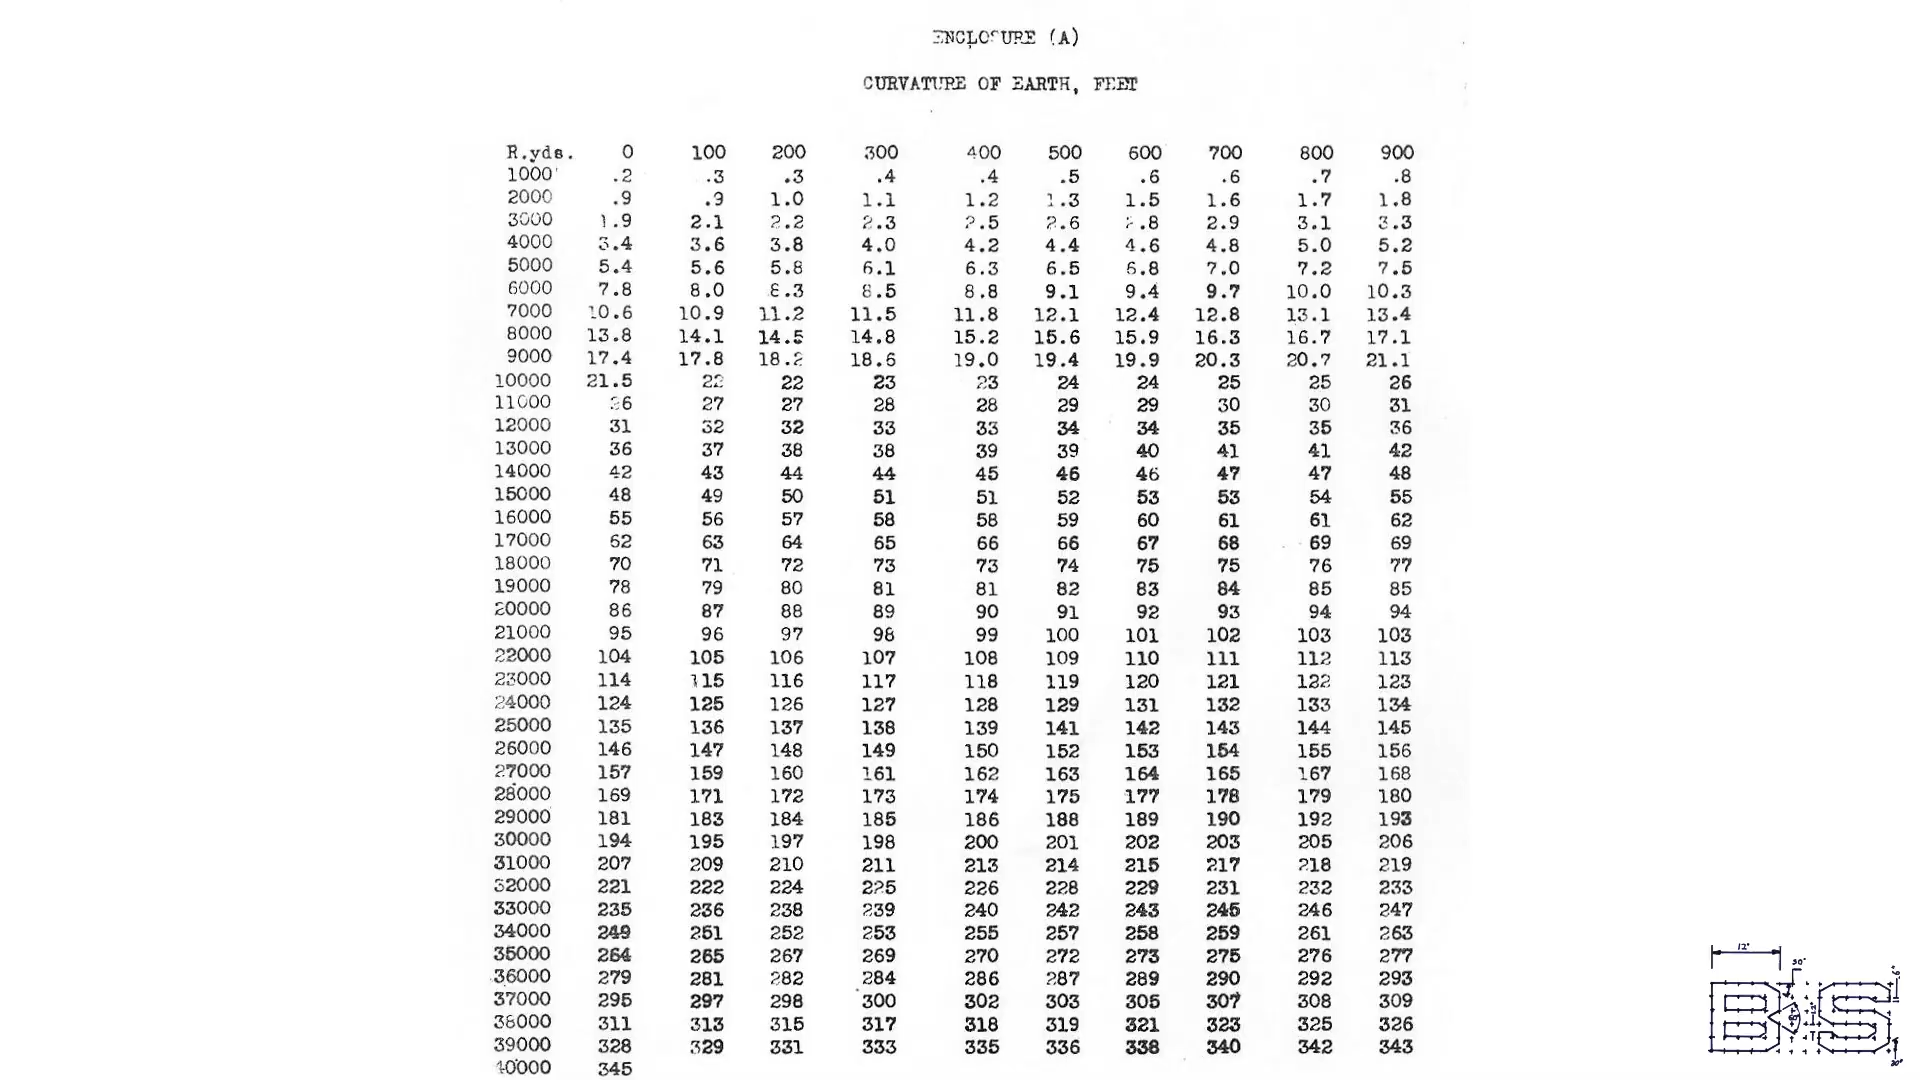 ENCLOSURE (A)
CURVATURE OF EARTH, FEET
R.yds. 0 100 200 300 400 500 600 700 800 900
1000 .2 .3 .3 .4 .4 .5 .6 .6 .7 .8
2000 .9 .9 1.0 1.1 1.2 1.3 1.5 1.6 1.7 1.8
3000 1.9 2.1 2.2 2.3 2.5 2.6 2.8 2.9 3.1 3.3
4000 3.4 3.6 3.8 4.0 4.2 4.4 4.6 4.8 5.0 5.2
5000 5.4 5.6 5.8 6.1 6.3 6.5 6.8 7.0 7.2 7.5
6000 7.8 8.0 8.3 8.5 8.8 9.1 9.4 9.7 10.0 10.3
7000 10.6 10.9 11.2 11.5 11.8 12.1 12.4 12.8 13.1 13.4
8000 13.8 14.1 14.5 14.8 15.2 15.6 15.9 16.3 16.7 17.1
9000 17.4 17.8 18.2 18.6 19.0 19.4 19.9 20.3 20.7 21.1
10000 21.5 22 22 23 23 24 24 25 25 26
11000 26 27 27 28 28 29 29 30 30 31
12000 31 32 32 33 33 34 34 35 35 36
13000 36 37 38 38 39 39 40 41 41 42
14000 42 43 44 44 45 46 46 47 47 48
15000 48 49 50 51 51 52 53 53 54 55
16000 55 56 57 58 58 59 60 61 61 62
17000 62 63 64 65 66 66 67 68 69 69
18000 70 71 72 73 73 74 75 75 76 77
19000 78 79 80 81 81 82 83 84 85 85
20000 86 87 88 89 90 91 92 93 94 94
21000 95 96 97 98 99 100 101 102 103 103
22000 104 105 106 107 108 109 110 111 112 113
23000 114 115 116 117 118 119 120 121 122 123
24000 124 125 126 127 128 129 131 132 133 134
25000 135 136 137 138 139 141 142 143 144 145
26000 146 147 148 149 150 152 153 154 155 156
27000 157 159 160 161 162 163 164 165 167 168
28000 169 171 172 173 174 175 177 178 179 180
29000 181 183 184 185 186 188 189 190 192 193
30000 194 195 197 198 200 201 202 203 205 206
31000 207 209 210 211 213 214 215 217 218 219
32000 221 222 224 225 226 228 229 231 232 233
33000 235 236 238 239 240 242 243 245 246 247
34000 249 251 252 253 255 257 258 259 261 263
35000 264 265 267 269 270 272 273 275 276 277
36000 279 281 282 284 286 287 289 290 292 293
37000 295 297 298 300 302 303 305 307 308 309
38000 311 313 315 317 318 319 321 323 325 326
39000 328 329 331 333 335 336 338 340 342 343
40000 345
12"
B S